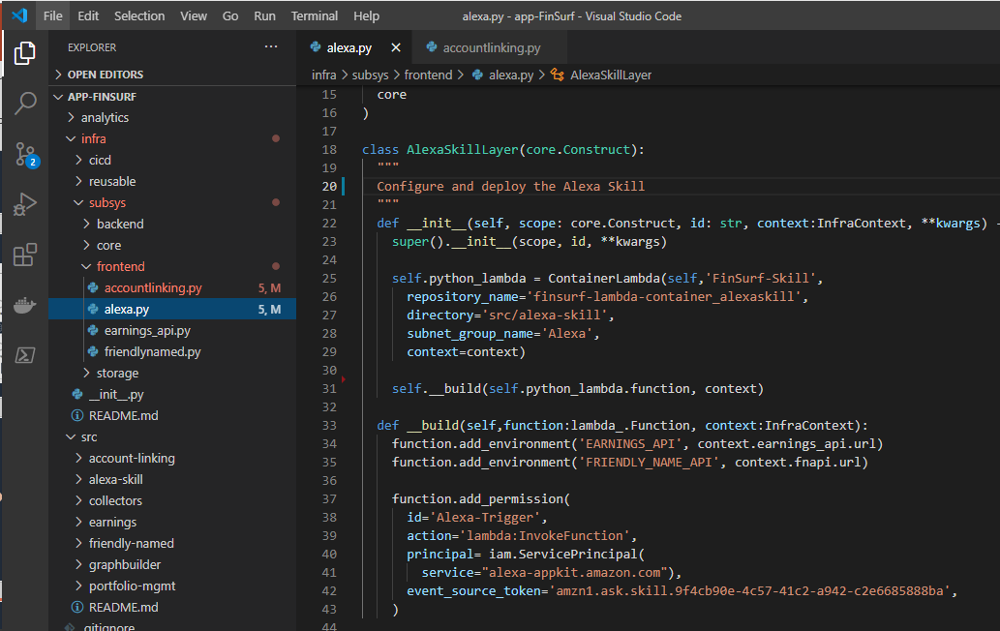 File Edit Selection View Go Run Terminal Help alexa.py - app-FinSurf - Visual Studio Code
EXPLORER ···
OPEN EDITORS
APP-FINSURF
analytics
infra
cicd
reusable
subsys
backend
core
frontend
accountlinking.py 5, M
alexa.py 5, M
earnings_api.py
friendlynamed.py
storage
__init__.py
README.md
src
account-linking
alexa-skill
collectors
earnings
friendly-named
graphbuilder
portfolio-mgmt
README.md
.gitignore
2
alexa.py × accountlinking.py
infra > subsys > frontend > alexa.py > AlexaSkillLayer
15 core
16 )
17
18 class AlexaSkillLayer(core.Construct):
19 """
20 Configure and deploy the Alexa Skill
21 """
22 def __init__(self, scope: core.Construct, id: str, context:InfraContext, **kwargs) -
23 super().__init__(scope, id, **kwargs)
24
25 self.python_lambda = ContainerLambda(self,'FinSurf-Skill',
26 repository_name='finsurf-lambda-container_alexaskill',
27 directory='src/alexa-skill',
28 subnet_group_name='Alexa',
29 context=context)
30
31 self.__build(self.python_lambda.function, context)
32
33 def __build(self,function:lambda_.Function, context:InfraContext):
34 function.add_environment('EARNINGS_API', context.earnings_api.url)
35 function.add_environment('FRIENDLY_NAME_API', context.fnapi.url)
36
37 function.add_permission(
38 id='Alexa-Trigger',
39 action='lambda:InvokeFunction',
40 principal= iam.ServicePrincipal(
41 service="alexa-appkit.amazon.com"),
42 event_source_token='amzn1.ask.skill.9f4cb90e-4c57-41c2-a942-c2e6685888ba',
43 )
44